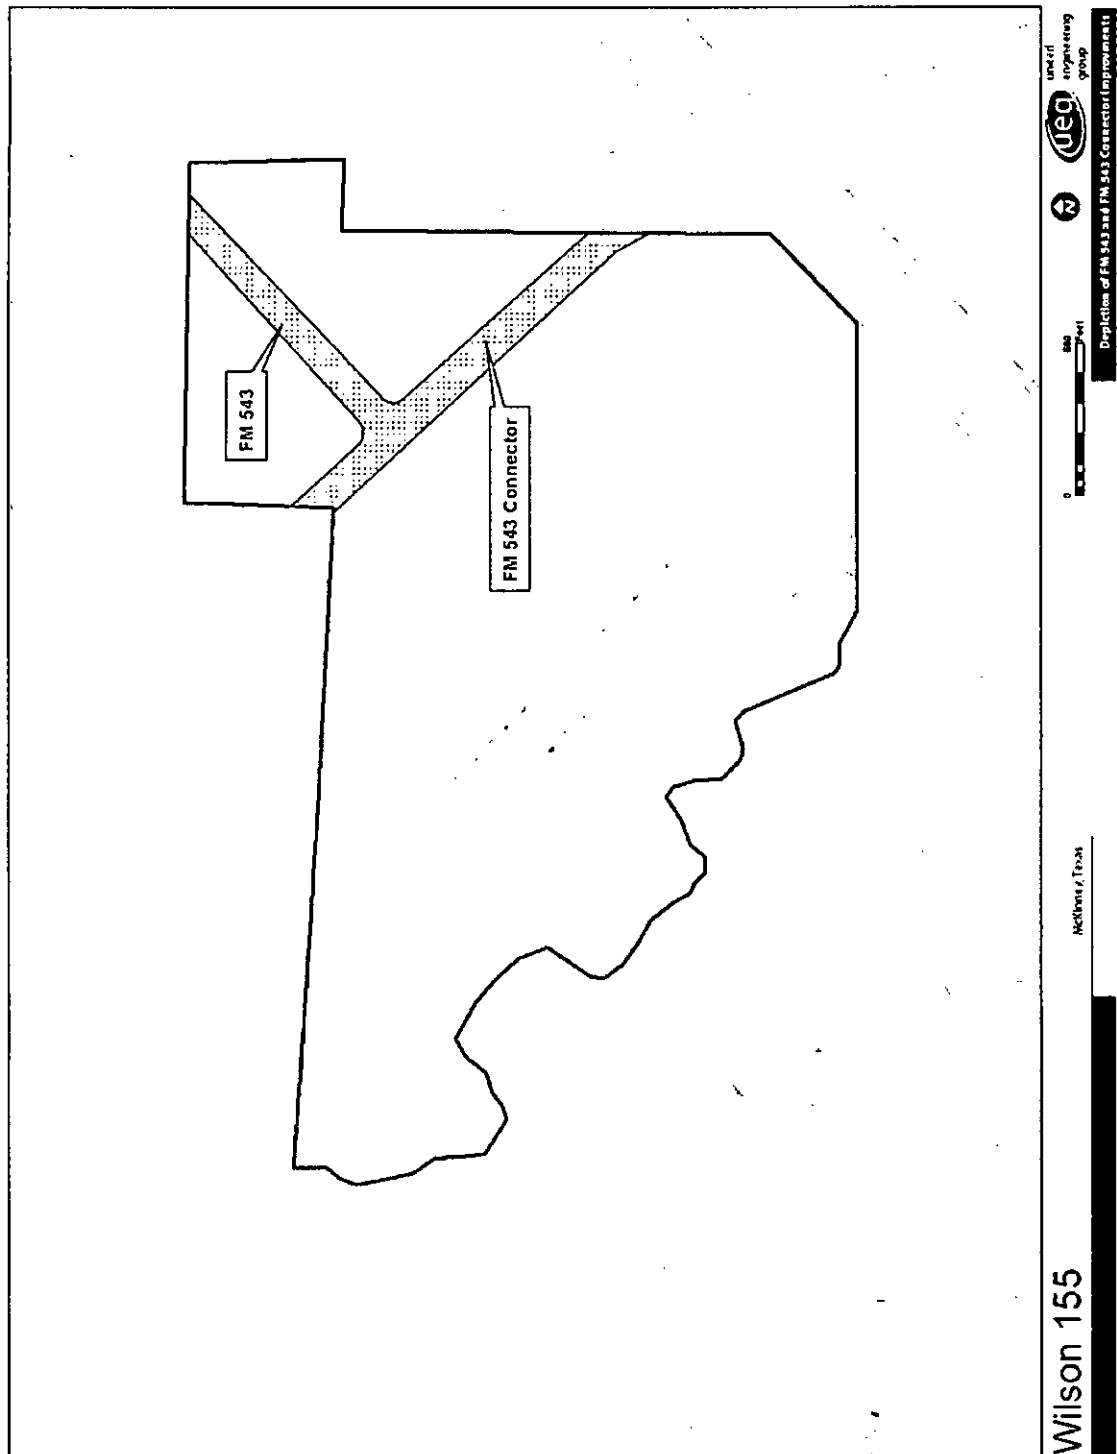 FM 543
FM 543 Connector
Wilson 155
McKinney, Texas
0
Feet
ueg
united
engineering
group
Depiction of FM 543 and FM 543 Connector Improvements